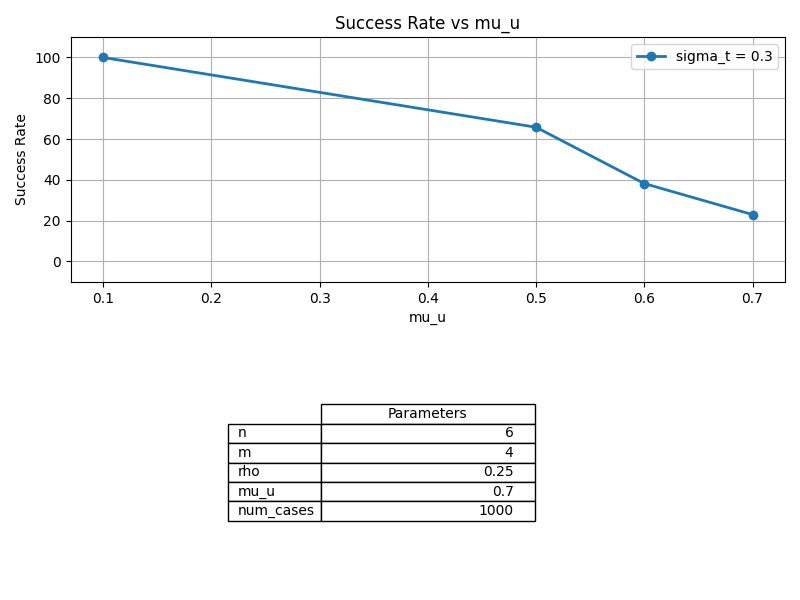 Success Rate vs mu_u
sigma_t = 0.3
Success Rate
100
80
60
40
20
0
0.1 0.2 0.3 0.4 0.5 0.6 0.7
mu_u
Parameters
n 6
m 4
rho 0.25
mu_u 0.7
num_cases 1000